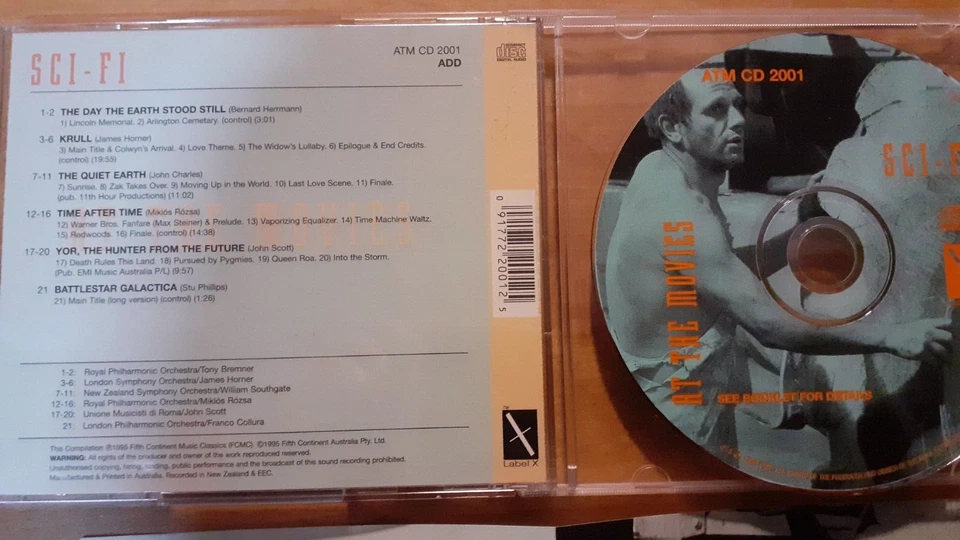 SCI-FI
ATM CD 2001
ADD
COMPACT
disc
DIGITAL AUDIO
1-2 THE DAY THE EARTH STOOD STILL (Bernard Herrmann)
1) Lincoln Memorial. 2) Arlington Cemetary. (control) (3:01)
3-6 KRULL (James Horner)
3) Main Title & Colwyn's Arrival. 4) Love Theme. 5) The Widow's Lullaby. 6) Epilogue & End Credits.
(control) (19:55)
7-11 THE QUIET EARTH (John Charles)
7) Sunrise. 8) Zak Takes Over. 9) Moving Up in the World. 10) Last Love Scene. 11) Finale.
(pub. 11th Hour Productions) (11:02)
12-16 TIME AFTER TIME (Miklós Rózsa)
12) Warner Bros. Fanfare (Max Steiner) & Prelude. 13) Vaporizing Equalizer. 14) Time Machine Waltz.
15) Redwoods. 16) Finale. (control) (14:38)
17-20 YOR, THE HUNTER FROM THE FUTURE (John Scott)
17) Death Rules This Land. 18) Pursued by Pygmies. 19) Queen Roa. 20) Into the Storm.
(Pub. EMI Music Australia P/L) (9:57)
21 BATTLESTAR GALACTICA (Stu Phillips)
21) Main Title (long version) (control) (1:26)
1-2: Royal Philharmonic Orchestra/Tony Bremner
3-6: London Symphony Orchestra/James Horner
7-11: New Zealand Symphony Orchestra/William Southgate
12-16: Royal Philharmonic Orchestra/Miklós Rózsa
17-20: Unione Musicisti di Roma/John Scott
21: London Philharmonic Orchestra/Franco Collura
This Compilation ℗1995 Fifth Continent Music Classics (FCMC). ©1995 Fifth Continent Australia Pty. Ltd.
WARNING: All rights of the producer and owner of the work reproduced reserved.
Unauthorised copying, hiring, lending, public performance and the broadcast of this sound recording prohibited.
Manufactured & Printed in Australia. Recorded in New Zealand & EEC.
0 91772 20012 5
Label X
ATM CD 2001
SCI-F
AT THE MOVIES
SEE BOOKLET FOR DETAILS